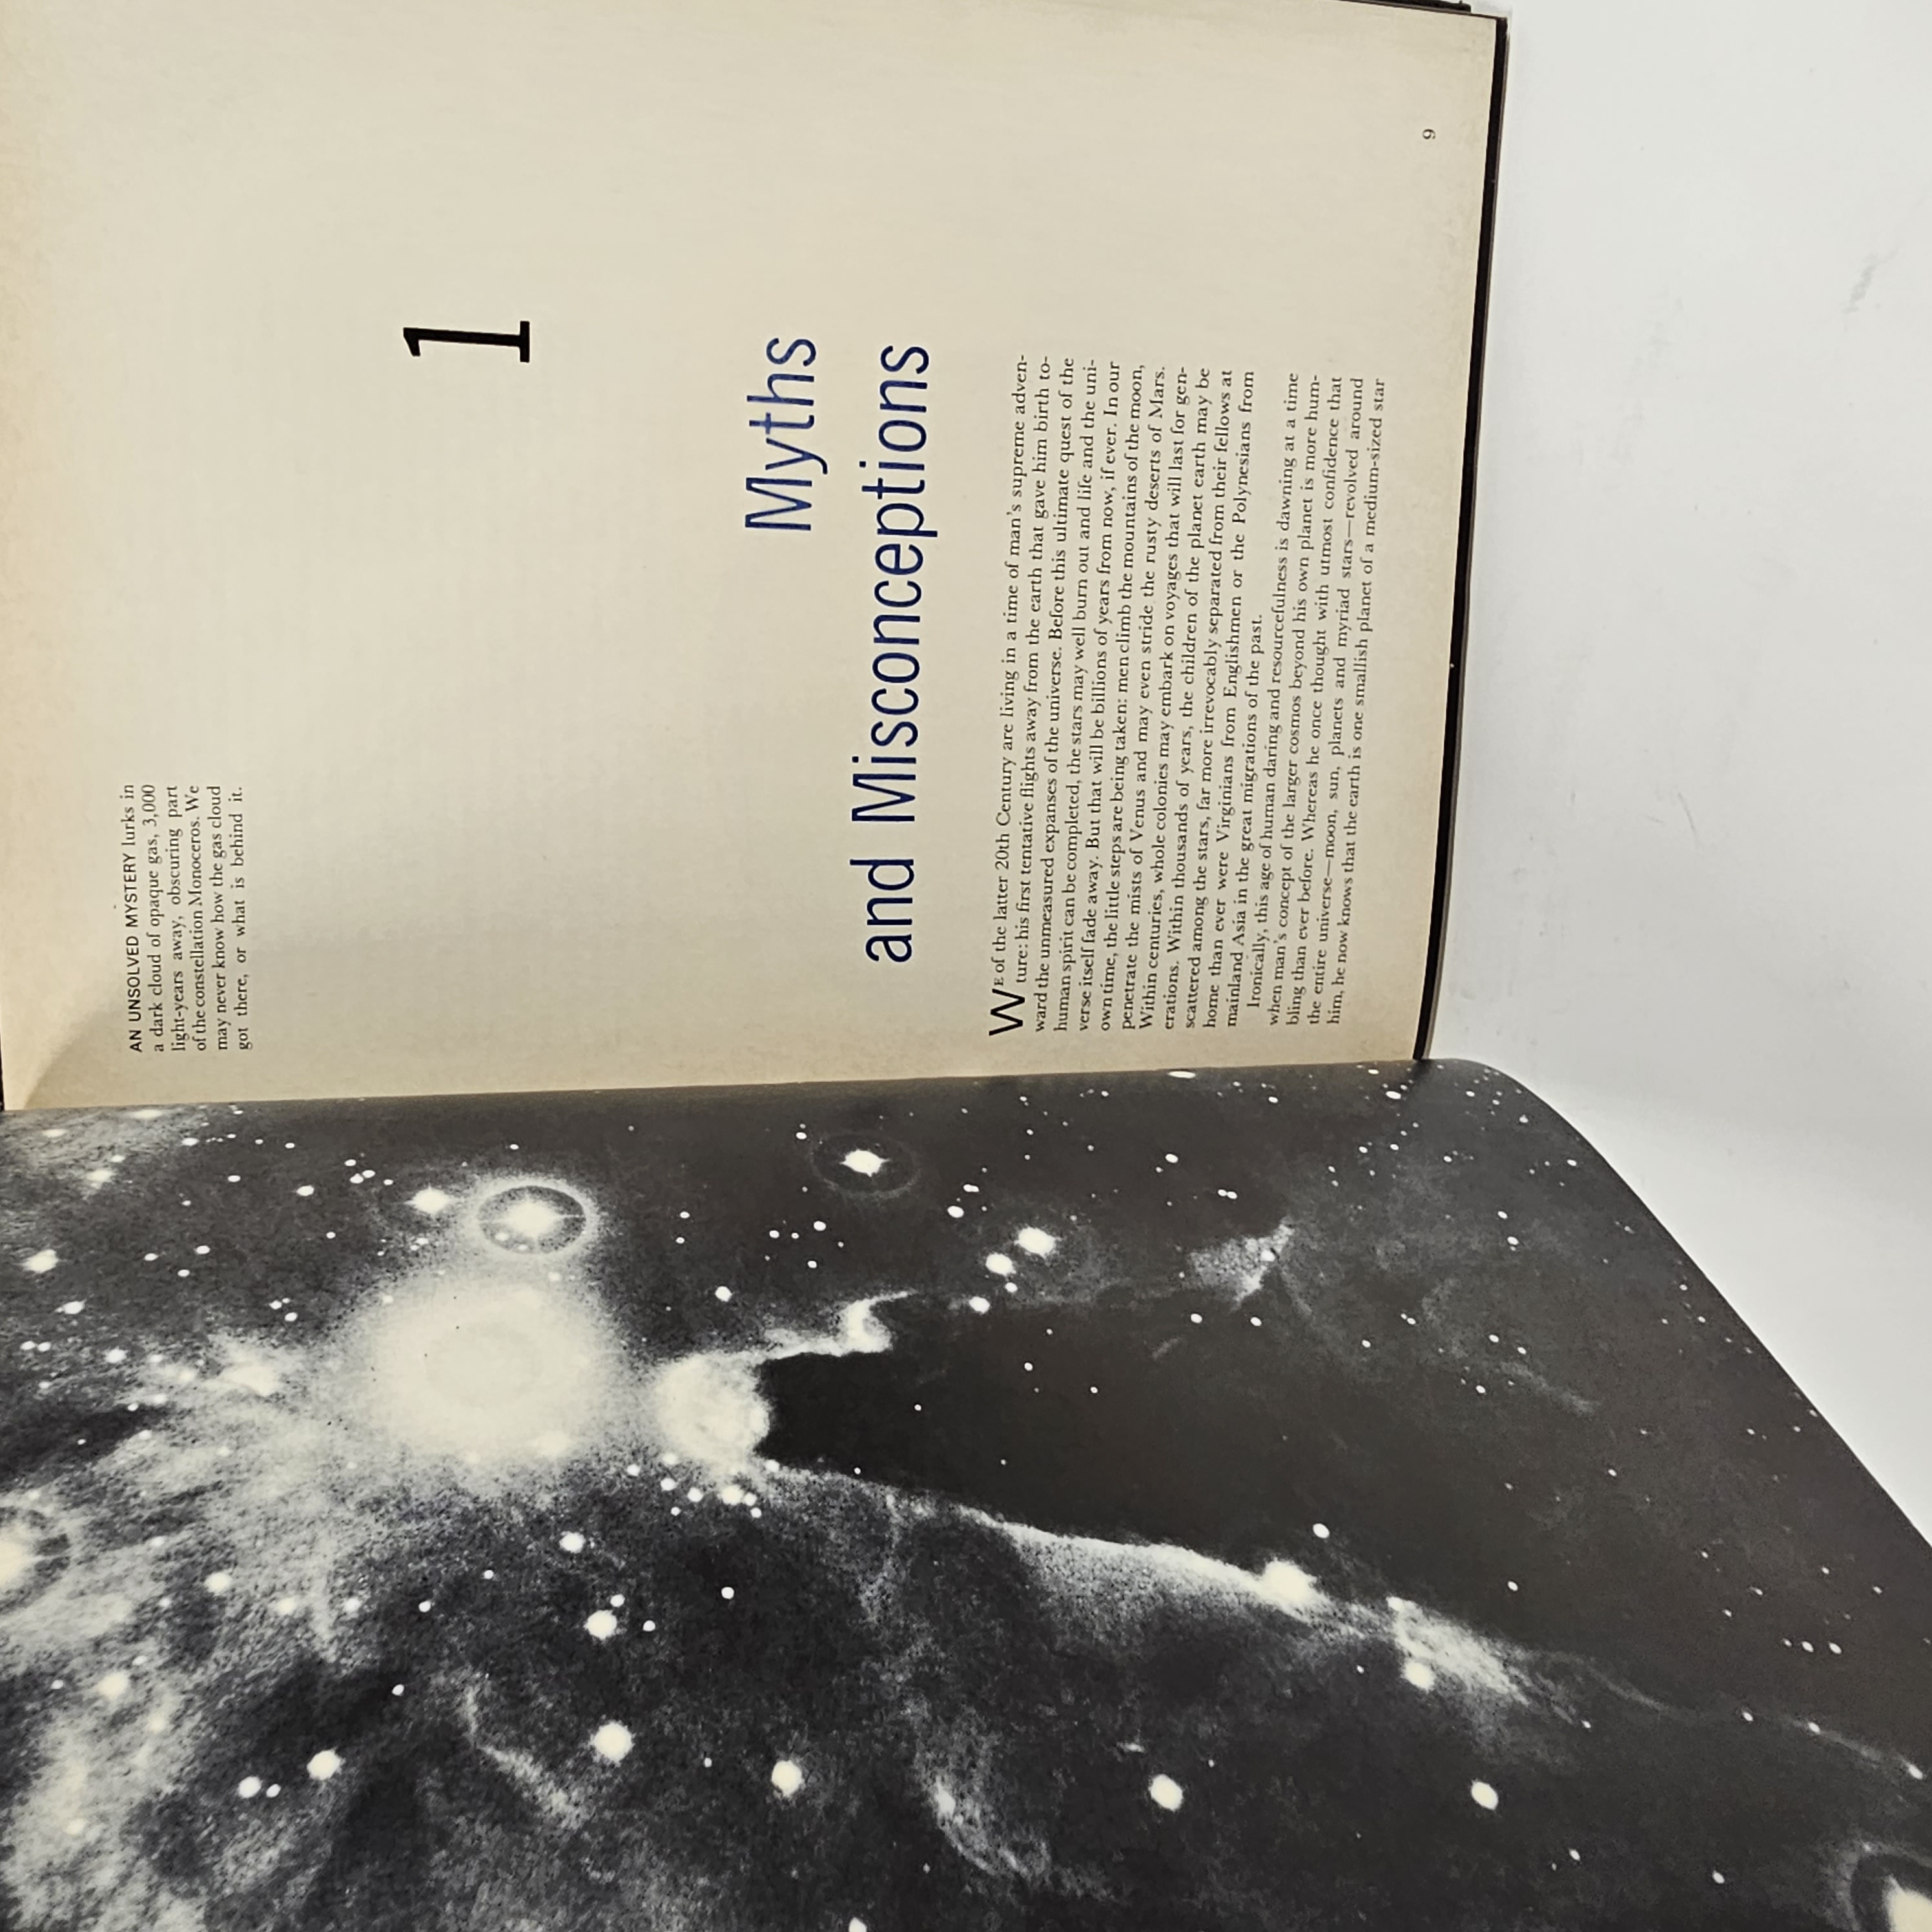 AN UNSOLVED MYSTERY lurks in
a dark cloud of opaque gas, 3,000
light-years away, obscuring part
of the constellation Monoceros. We
may never know how the gas cloud
got there, or what is behind it.
1
Myths
and Misconceptions
WE of the latter 20th Century are living in a time of man's supreme adven-
ture: his first tentative flights away from the earth that gave him birth to-
ward the unmeasured expanses of the universe. Before this ultimate quest of the
human spirit can be completed, the stars may well burn out and life and the uni-
verse itself fade away. But that will be billions of years from now, if ever. In our
own time, the little steps are being taken: men climb the mountains of the moon,
penetrate the mists of Venus and may even stride the rusty deserts of Mars.
Within centuries, whole colonies may embark on voyages that will last for gen-
erations. Within thousands of years, the children of the planet earth may be
scattered among the stars, far more irrevocably separated from their fellows at
home than ever were Virginians from Englishmen or the Polynesians from
mainland Asia in the great migrations of the past.
Ironically, this age of human daring and resourcefulness is dawning at a time
when man's concept of the larger cosmos beyond his own planet is more hum-
bling than ever before. Whereas he once thought with utmost confidence that
the entire universe—moon, sun, planets and myriad stars—revolved around
him, he now knows that the earth is one smallish planet of a medium-sized star
9